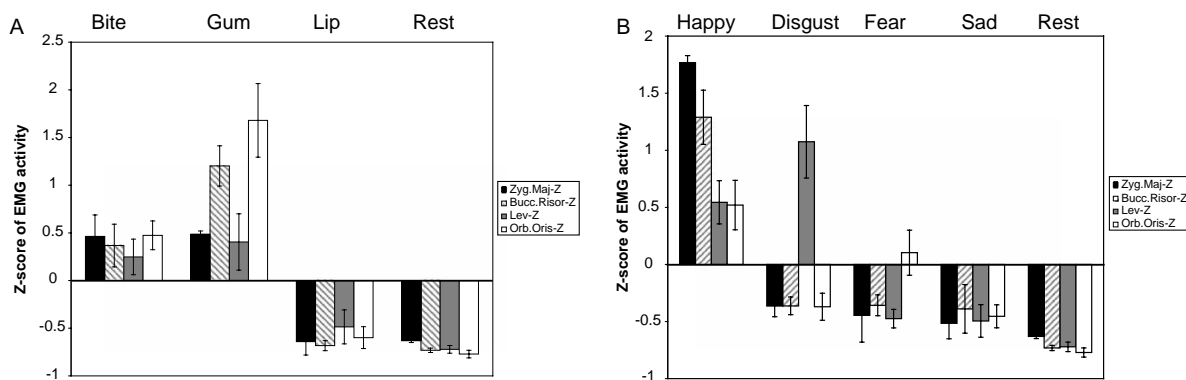 A
Bite Gum Lip Rest
2.5
2
1.5
1
0.5
0
-0.5
-1
Z-score of EMG activity
Zyg.Maj-Z
Bucc.Risor-Z
Lev-Z
Orb.Oris-Z
B
Happy Disgust Fear Sad Rest
2
1.5
1
0.5
0
-0.5
-1
Z-score of EMG activity
Zyg.Maj-Z
Bucc.Risor-Z
Lev-Z
Orb.Oris-Z